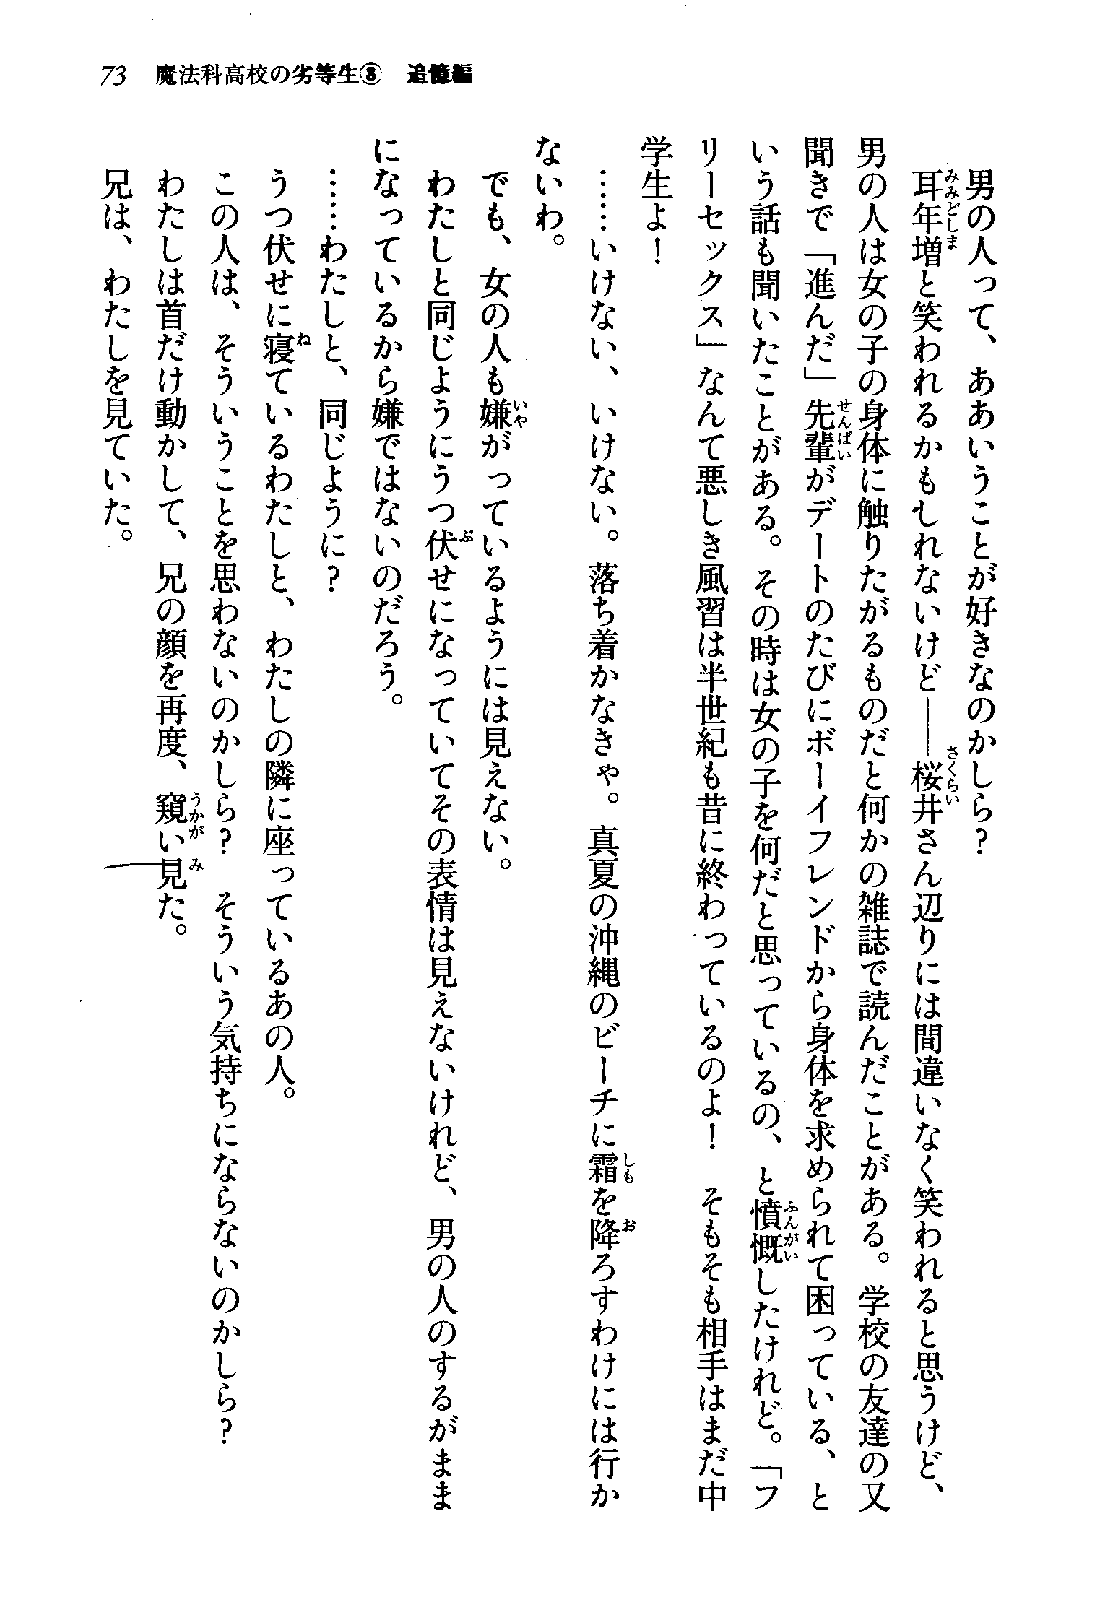 73 魔法科高校の劣等生⑧ 追憶編
男の人って、ああいうことが好きなのかしら？
耳年増と笑われるかもしれないけど――桜井さん辺りには間違いなく笑われると思うけど、
男の人は女の子の身体に触りたがるものだと何かの雑誌で読んだことがある。学校の友達の又
聞きで「進んだ」先輩がデートのたびにボーイフレンドから身体を求められて困っている、と
いう話も聞いたことがある。その時は女の子を何だと思っているの、と憤慨したけれど。「フ
リーセックス」なんて悪しき風習は半世紀も昔に終わっているのよ！　そもそも相手はまだ中
学生よ！
……いけない、いけない。落ち着かなきゃ。真夏の沖縄のビーチに霜を降ろすわけには行か
ないわ。
でも、女の人も嫌がっているようには見えない。
わたしと同じようにうつ伏せになっていてその表情は見えないけれど、男の人のするがまま
になっているから嫌ではないのだろう。
……わたしと、同じように？
うつ伏せに寝ているわたしと、わたしの隣に座っているあの人。
この人は、そういうことを思わないのかしら？　そういう気持ちにならないのかしら？
わたしは首だけ動かして、兄の顔を再度、窺い見た。
兄は、わたしを見ていた。